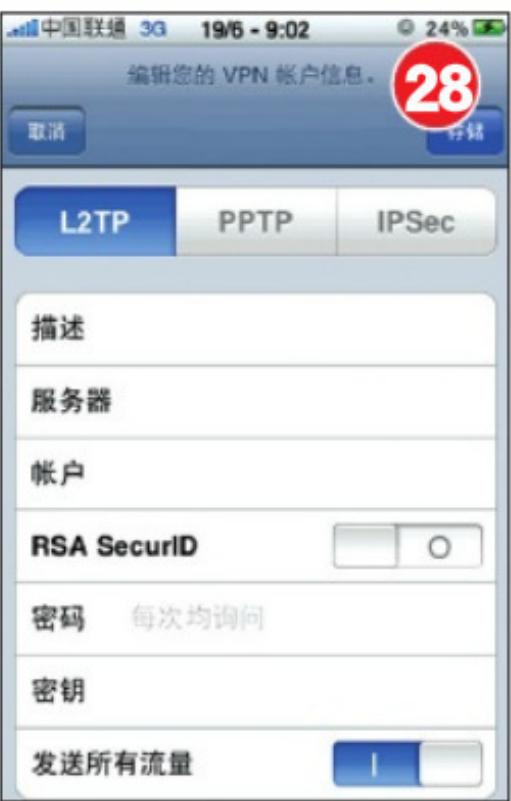 中国联通 3G 19/6 - 9:02 24%
编辑您的 VPN 帐户信息。
28
取消 存储
L2TP PPTP IPSec
描述
服务器
帐户
RSA SecurID
密码 每次均询问
密钥
发送所有流量